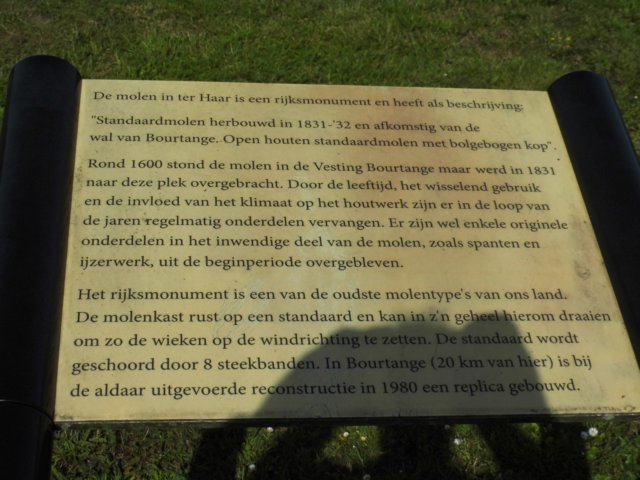 De molen in ter Haar is een rijksmonument en heeft als beschrijving:
"Standaardmolen herbouwd in 1831-'32 en afkomstig van de
wal van Bourtange. Open houten standaardmolen met bolgebogen kop".
Rond 1600 stond de molen in de Vesting Bourtange maar werd in 1831
naar deze plek overgebracht. Door de leeftijd, het wisselend gebruik
en de invloed van het klimaat op het houtwerk zijn er in de loop van
de jaren regelmatig onderdelen vervangen. Er zijn wel enkele originele
onderdelen in het inwendige deel van de molen, zoals spanten en
ijzerwerk, uit de beginperiode overgebleven.
Het rijksmonument is een van de oudste molentype's van ons land.
De molenkast rust op een standaard en kan in z'n geheel hierom draaien
om zo de wieken op de windrichting te zetten. De standaard wordt
geschoord door 8 steekbanden. In Bourtange (20 km van hier) is bij
de aldaar uitgevoerde reconstructie in 1980 een replica gebouwd.